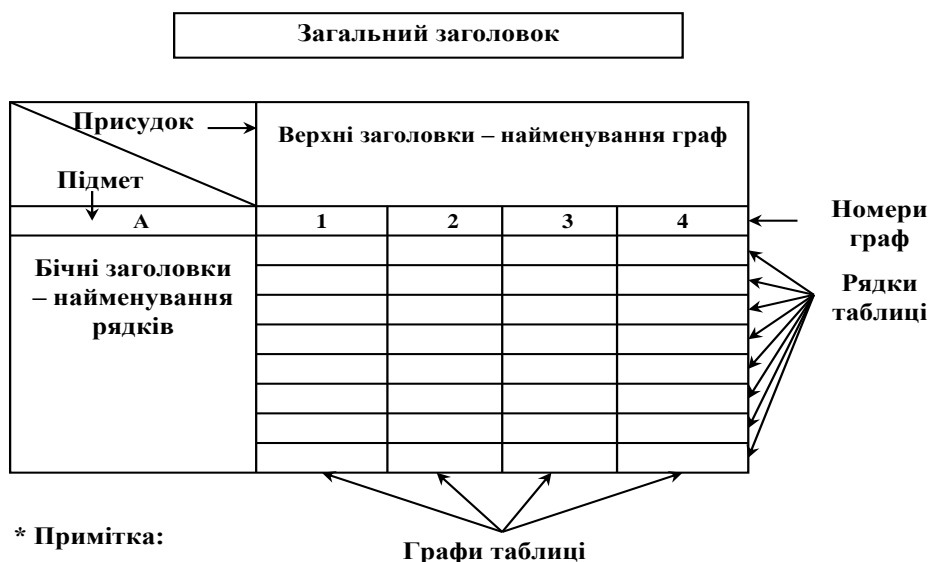 Загальний заголовок
Присудок
Верхні заголовки – найменування граф
Підмет
А
1
2
3
4
Номери
граф
Бічні заголовки
– найменування
рядків
Рядки
таблиці
* Примітка:
Графи таблиці